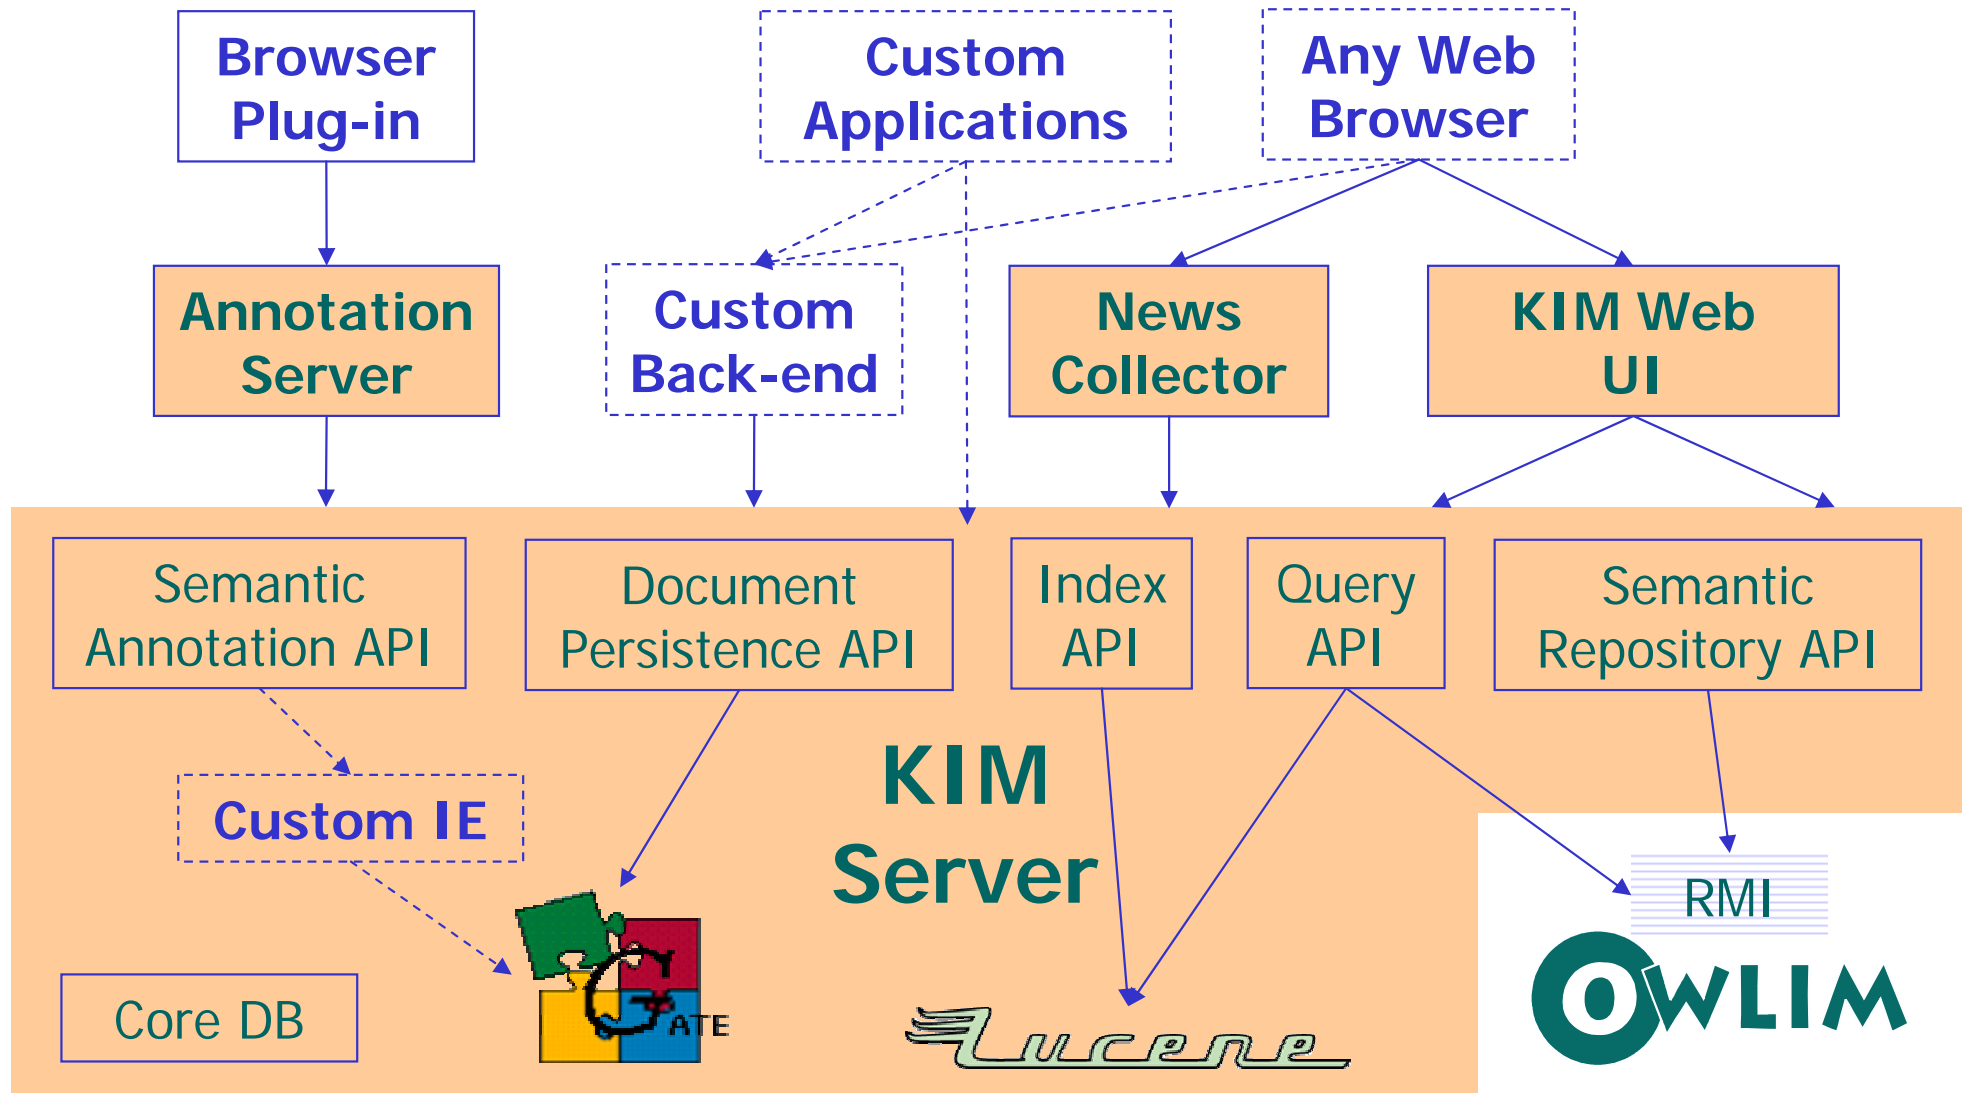 Browser
Plug-in
Custom
Applications
Any Web
Browser
Annotation
Server
Custom
Back-end
News
Collector
KIM Web
UI
Semantic
Annotation API
Document
Persistence API
Index
API
Query
API
Semantic
Repository API
KIM
Server
Custom IE
RMI
Core DB
GATE
Lucene
OWLIM